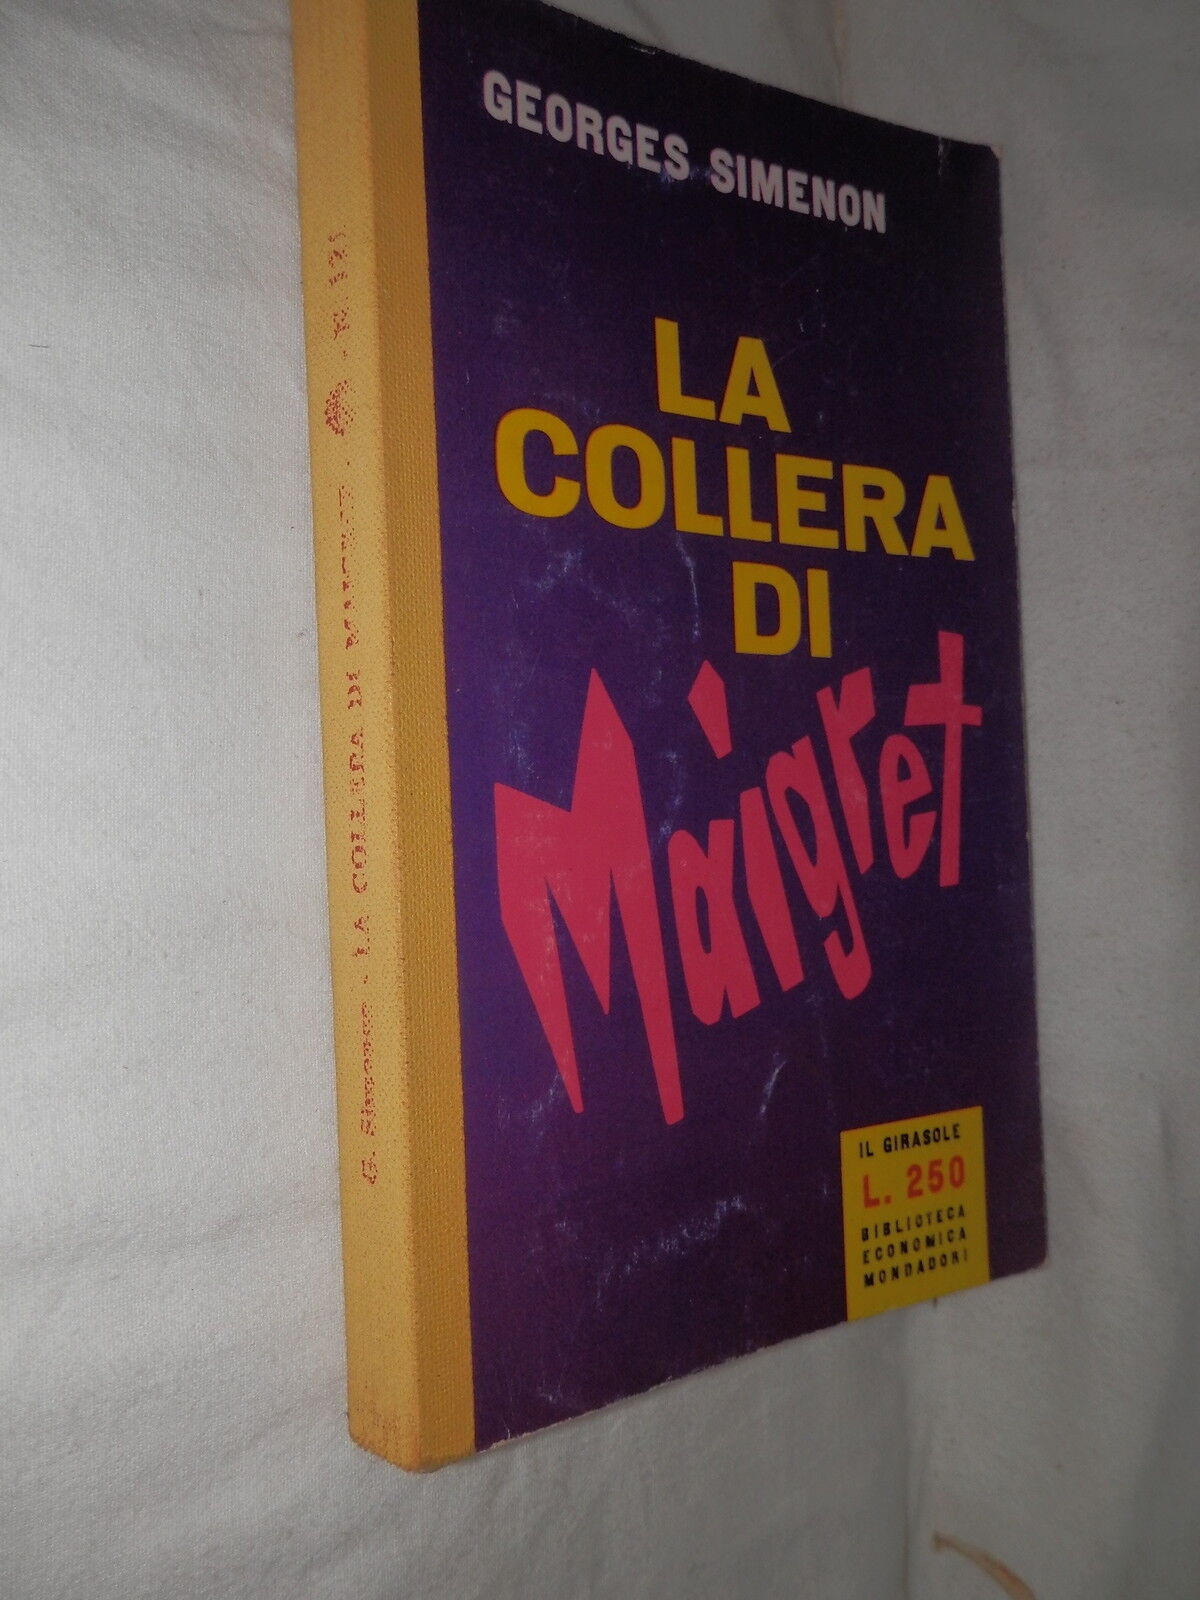 GEORGES SIMENON
LA
COLLERA
DI
Maigret
IL GIRASOLE
L. 250
BIBLIOTECA
ECONOMICA
MONDADORI
G. Simenon - LA COLLERA DI MAIGRET